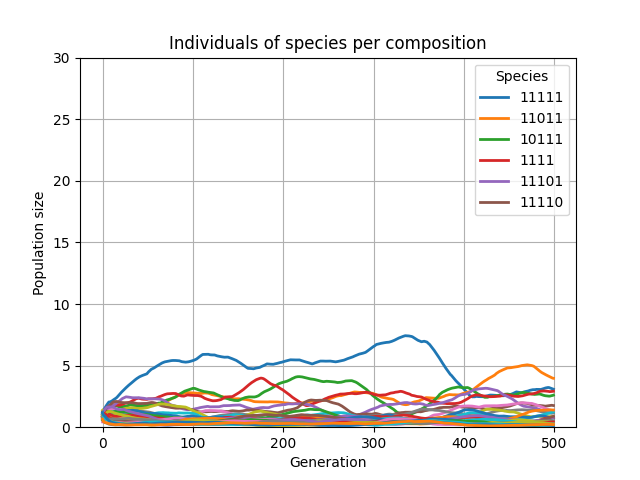 Individuals of species per composition
30
25
20
15
10
5
0
Population size
Species
11111
11011
10111
1111
11101
11110
0 100 200 300 400 500
Generation